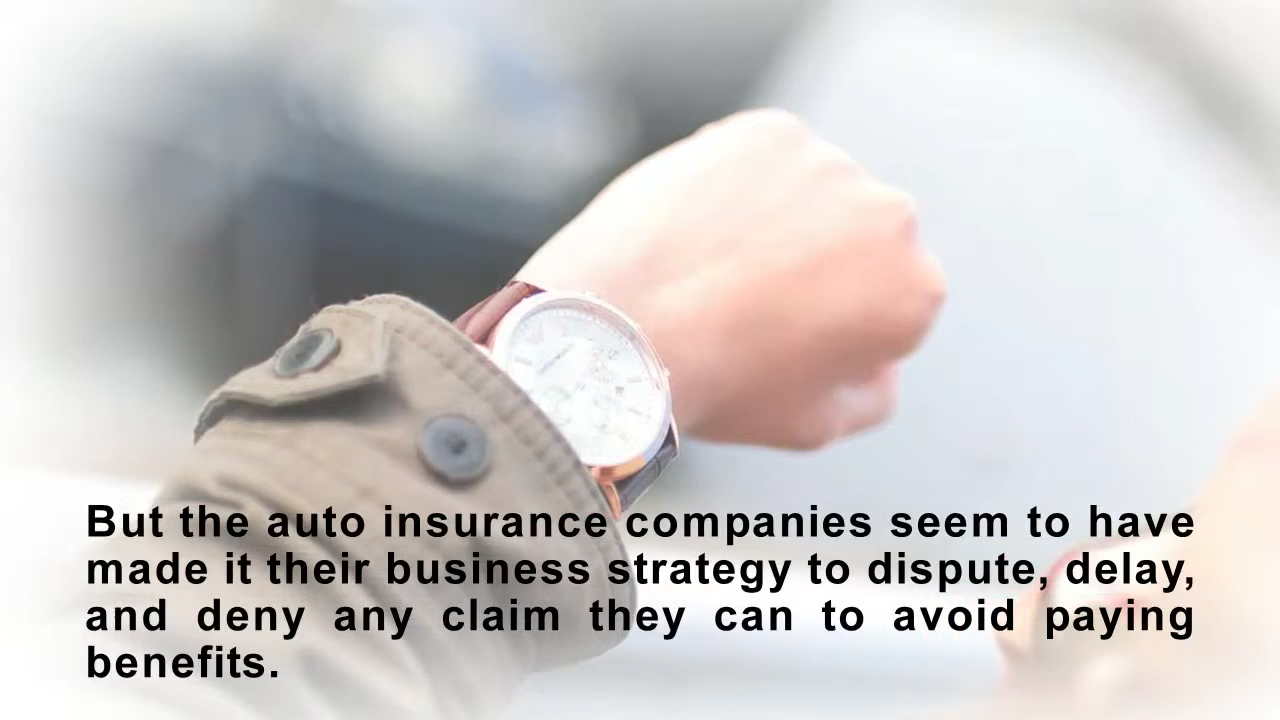 But the auto insurance companies seem to have
made it their business strategy to dispute, delay,
and deny any claim they can to avoid paying
benefits.